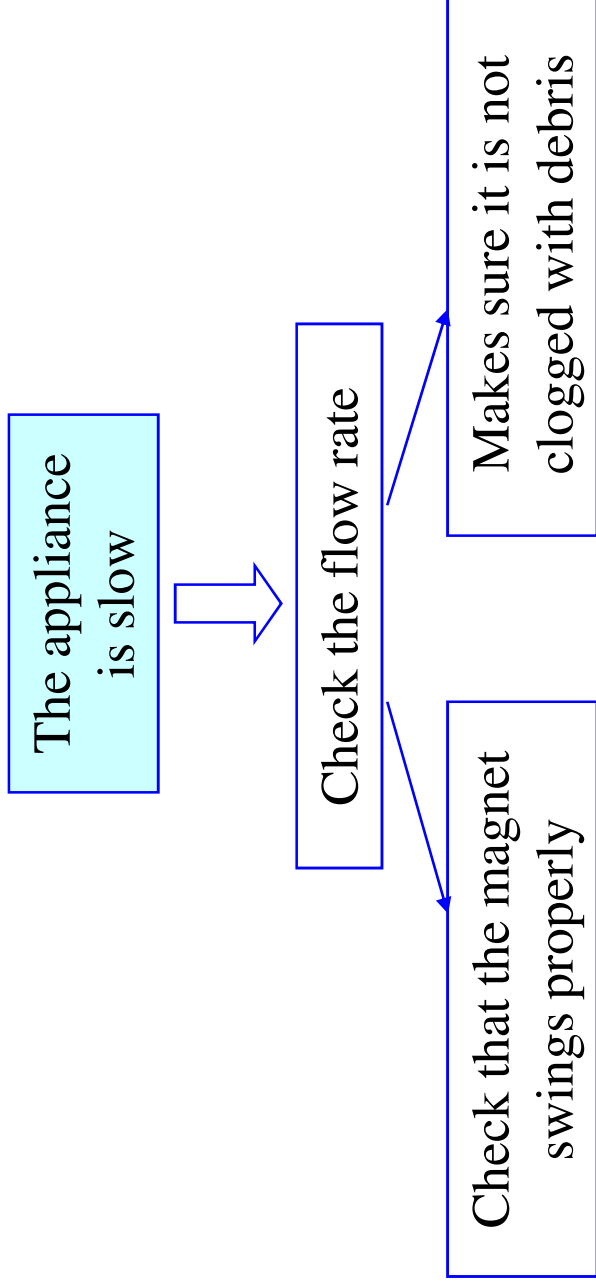 The appliance
is slow
Check the flow rate
Check that the magnet
swings properly
Makes sure it is not
clogged with debris